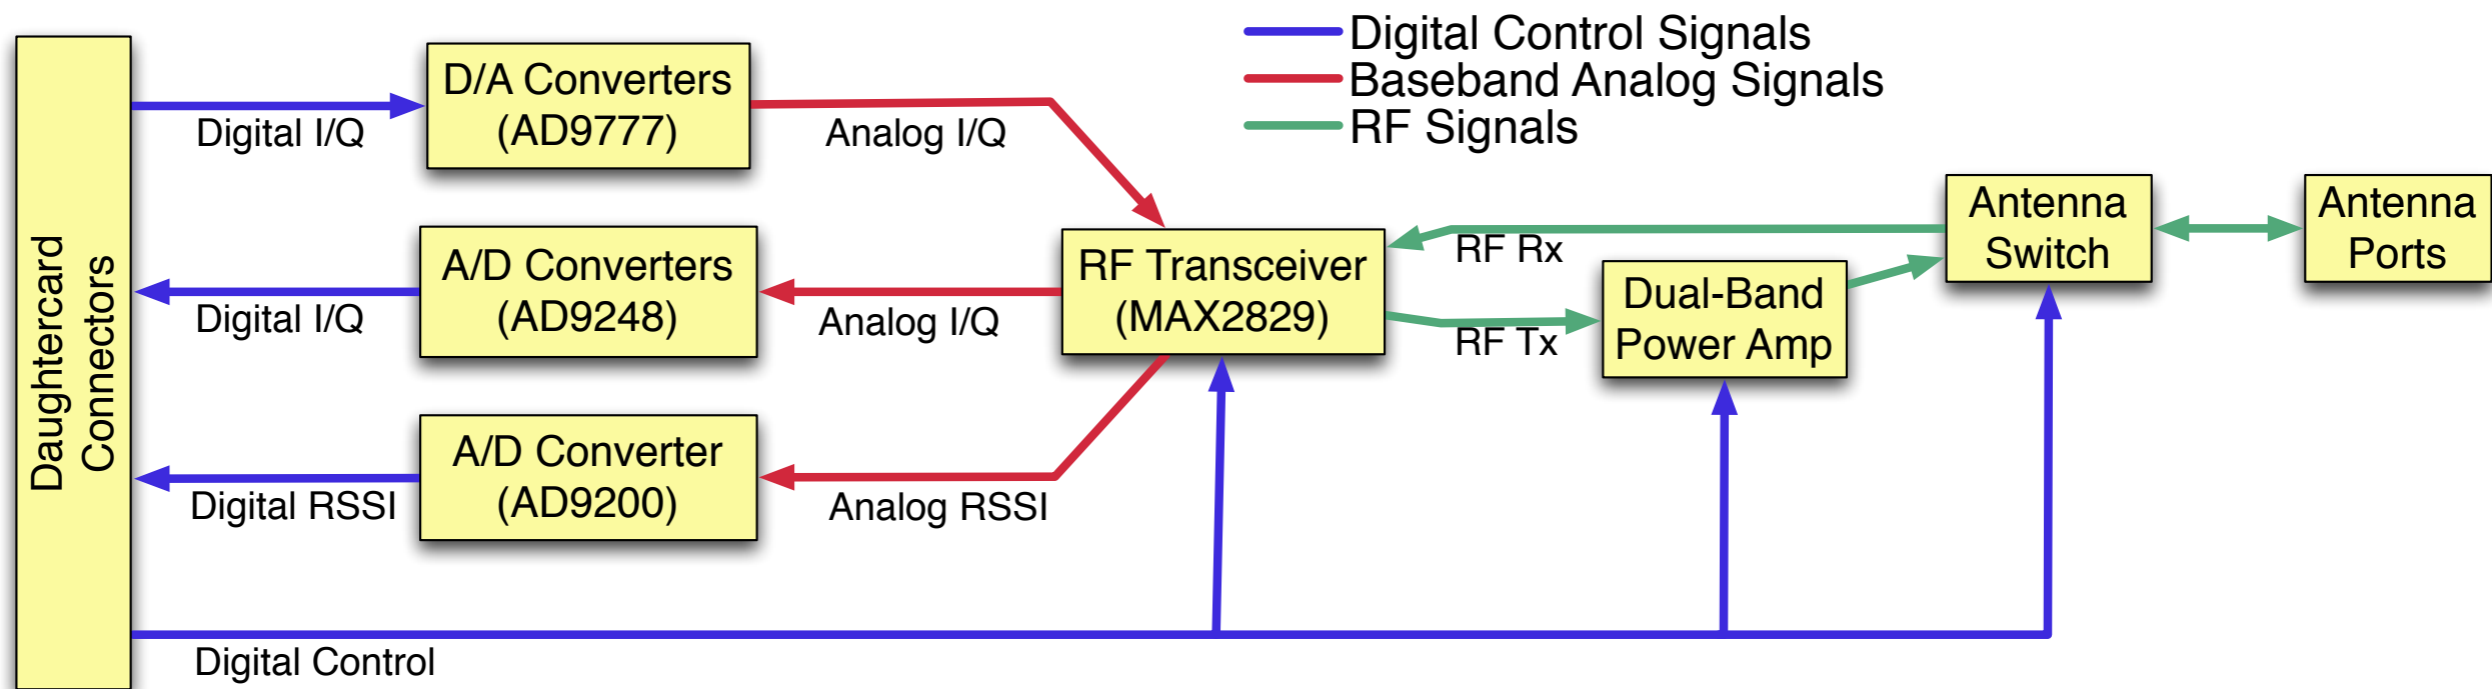 Digital Control Signals
Baseband Analog Signals
RF Signals
Daughtercard
Connectors
Digital I/Q
D/A Converters
(AD9777)
Analog I/Q
Digital I/Q
A/D Converters
(AD9248)
Analog I/Q
Digital RSSI
A/D Converter
(AD9200)
Analog RSSI
RF Transceiver
(MAX2829)
RF Rx
RF Tx
Dual-Band
Power Amp
Antenna
Switch
Antenna
Ports
Digital Control